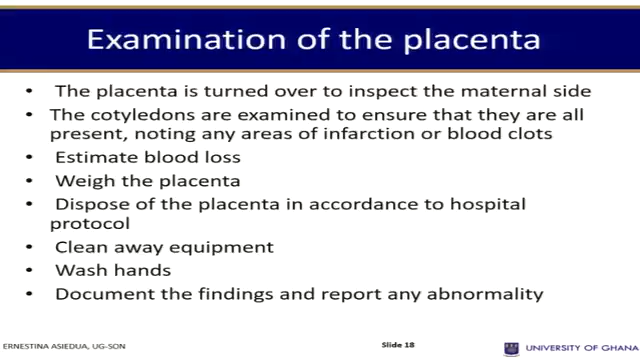 Examination of the placenta
• The placenta is turned over to inspect the maternal side
• The cotyledons are examined to ensure that they are all
present, noting any areas of infarction or blood clots
• Estimate blood loss
• Weigh the placenta
• Dispose of the placenta in accordance to hospital
protocol
• Clean away equipment
• Wash hands
• Document the findings and report any abnormality
ERNESTINA ASIEDUA, UG-SON
Slide 18
UNIVERSITY OF GHANA